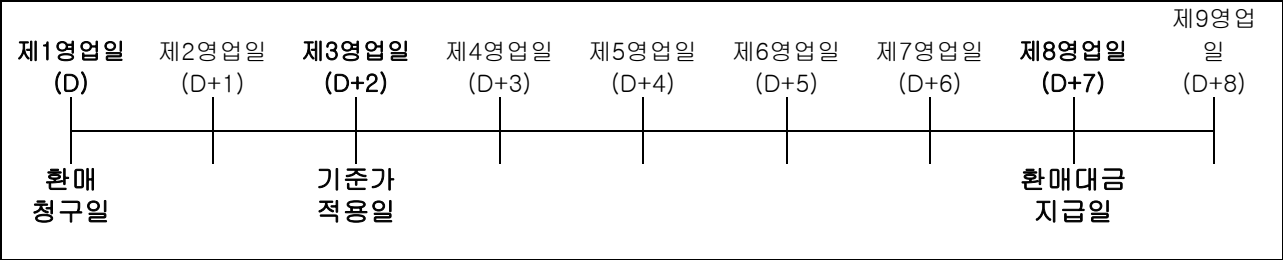 제1영업일
(D)
제2영업일
(D+1)
제3영업일
(D+2)
제4영업일
(D+3)
제5영업일
(D+4)
제6영업일
(D+5)
제7영업일
(D+6)
제8영업일
(D+7)
제9영업
일
(D+8)
환매
청구일
기준가
적용일
환매대금
지급일